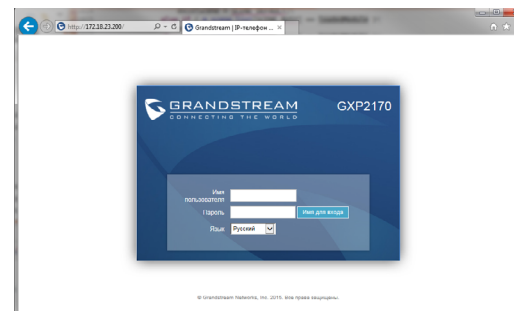 http://172.18.23.200/
Grandstream | IP-телефон ...
GRANDSTREAM
CONNECTING THE WORLD
GXP2170
Имя
пользователя
Пароль
Имя для входа
Язык
Русский
© Grandstream Networks, Inc. 2015. Все права защищены.